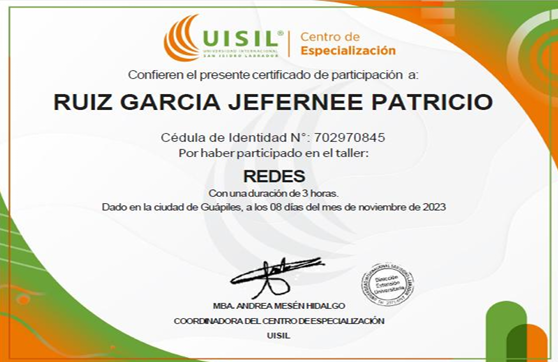 UISIL®
UNIVERSIDAD INTERNACIONAL
SAN ISIDRO LABRADOR
Centro de
Especialización
Confieren el presente certificado de participación a:
RUIZ GARCIA JEFERNEE PATRICIO
Cédula de Identidad N°: 702970845
Por haber participado en el taller:
REDES
Con una duración de 3 horas.
Dado en la ciudad de Guápiles, a los 08 días del mes de noviembre de 2023
Dirección
Extensión
Universitaria
MBA. ANDREA MESÉN HIDALGO
COORDINADORA DEL CENTRO DE ESPECIALIZACIÓN
UISIL